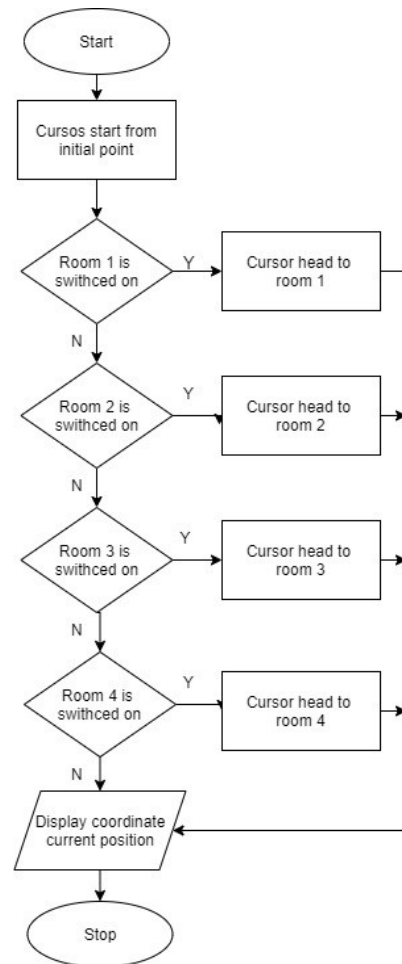 Start
Cursos start from
initial point
Room 1 is
swithced on
Y
Cursor head to
room 1
N
Room 2 is
swithced on
Y
Cursor head to
room 2
N
Room 3 is
swithced on
Y
Cursor head to
room 3
N
Room 4 is
swithced on
Y
Cursor head to
room 4
N
Display coordinate
current position
Stop